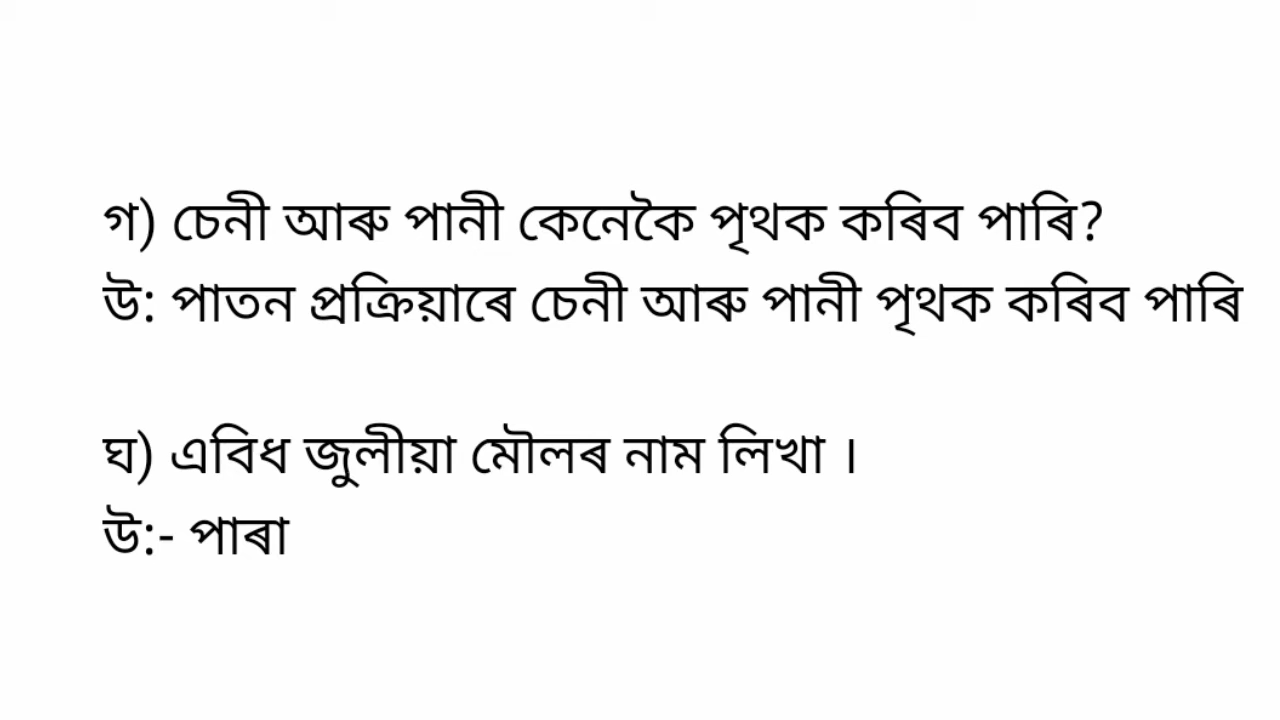 গ) চেনী আৰু পানী কেনেকৈ পৃথক কৰিব পাৰি?
উ: পাতন প্ৰক্ৰিয়াৰে চেনী আৰু পানী পৃথক কৰিব পাৰি
ঘ) এবিধ জুলীয়া মৌলৰ নাম লিখা ।
উ:- পাৰা